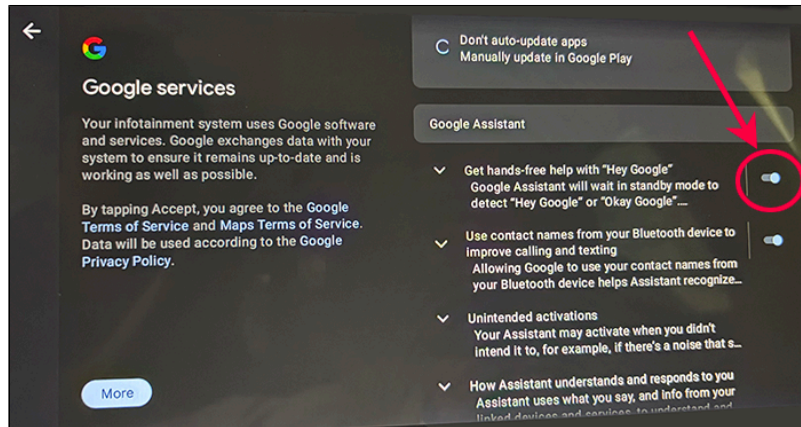 Google services
Your infotainment system uses Google software
and services. Google exchanges data with your
system to ensure it remains up-to-date and is
working as well as possible.
By tapping Accept, you agree to the Google
Terms of Service and Maps Terms of Service.
Data will be used according to the Google
Privacy Policy.
More
Don't auto-update apps
Manually update in Google Play
Google Assistant
Get hands-free help with "Hey Google"
Google Assistant will wait in standby mode to
detect "Hey Google" or "Okay Google"....
Use contact names from your Bluetooth device to
improve calling and texting
Allowing Google to use your contact names from
your Bluetooth device helps Assistant recognize...
Unintended activations
Your Assistant may activate when you didn't
intend it to, for example, if there's a noise that s...
How Assistant understands and responds to you
Assistant uses what you say, and info from your
linked devices and services, to understand and